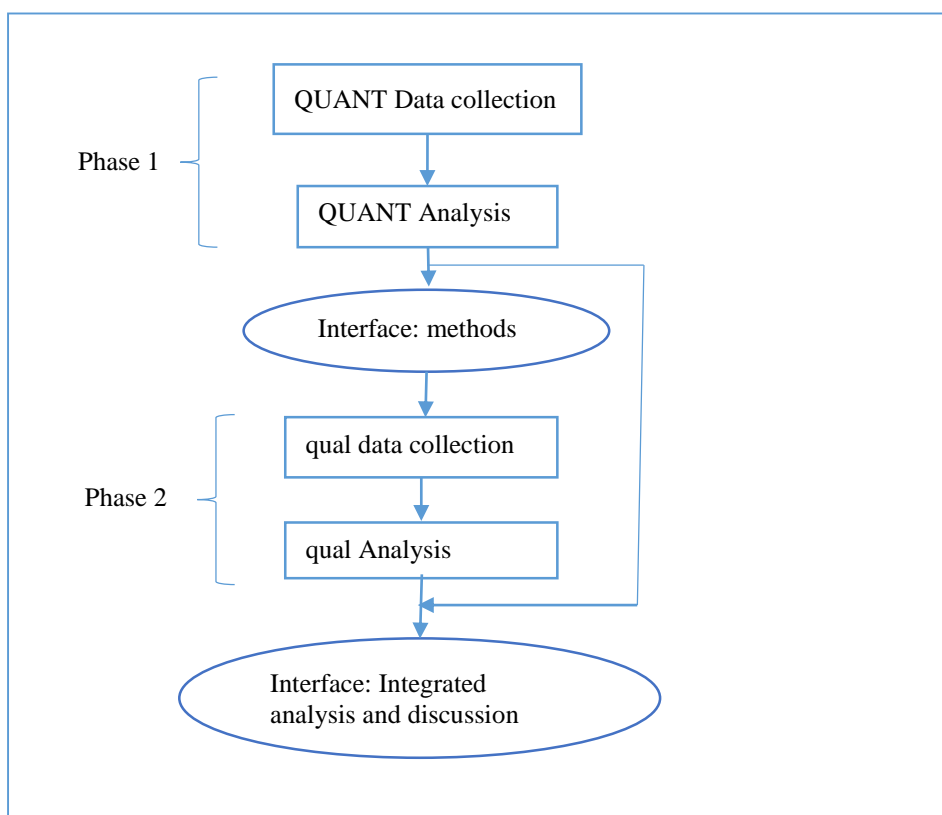 QUANT Data collection
Phase 1
QUANT Analysis
Interface: methods
qual data collection
Phase 2
qual Analysis
Interface: Integrated
analysis and discussion